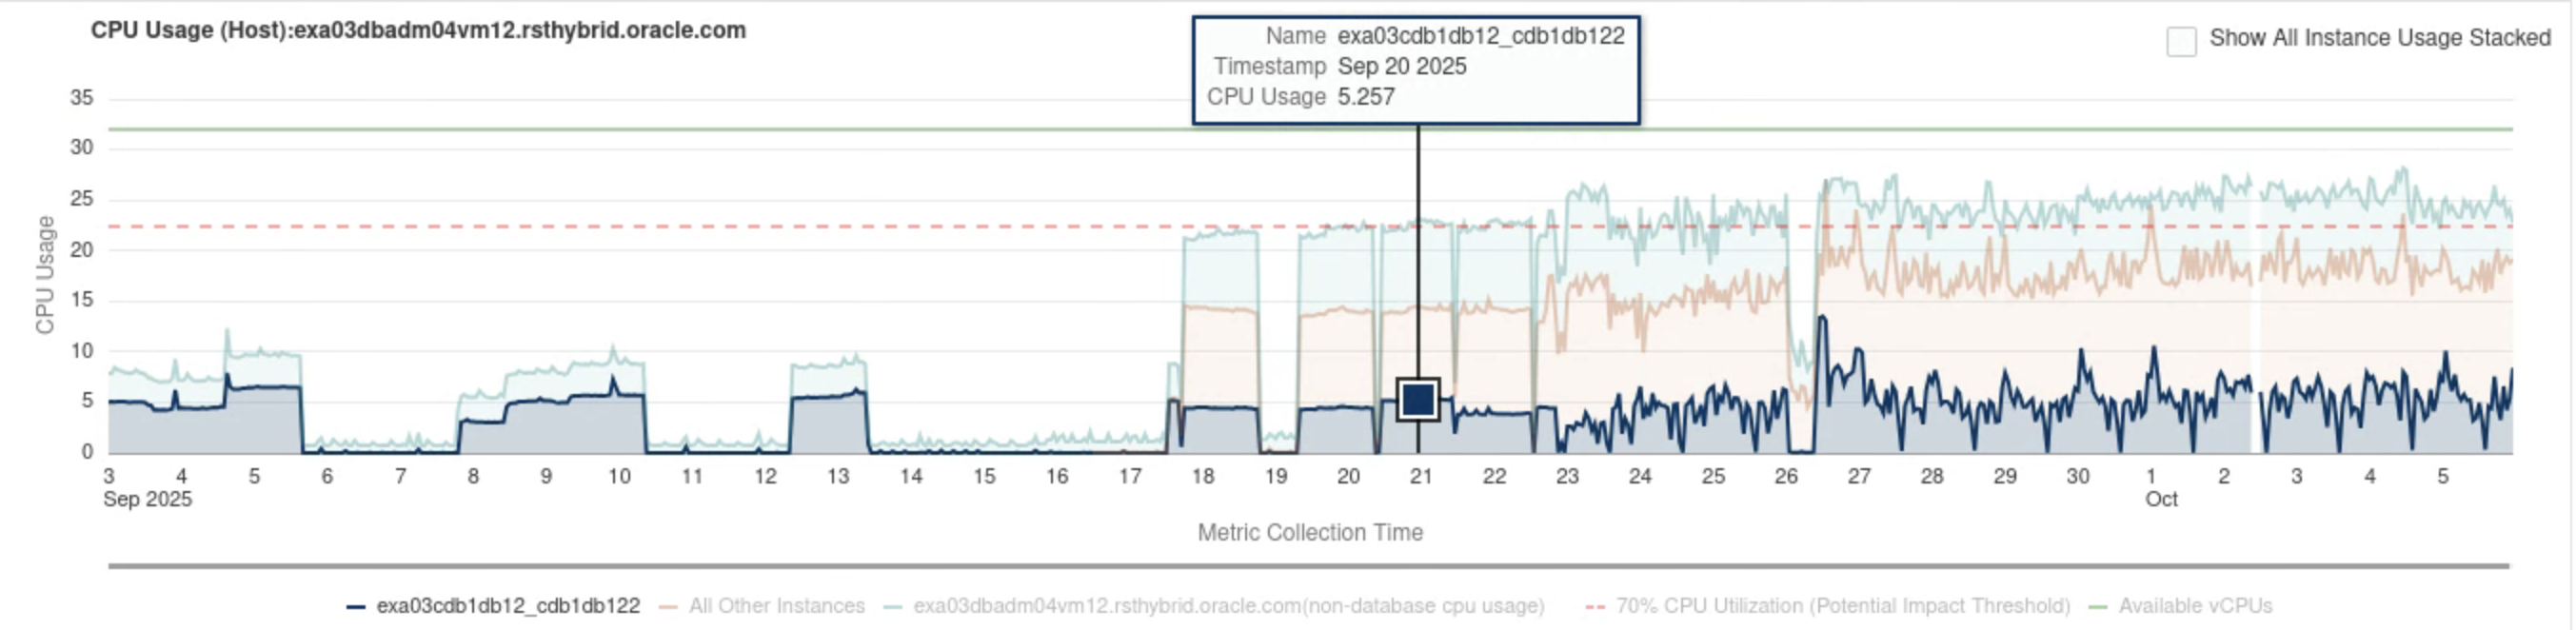 CPU Usage (Host):exa03dbadm04vm12.rsthybrid.oracle.com
Name exa03cdb1db12_cdb1db122
Timestamp Sep 20 2025
CPU Usage 5.257
Show All Instance Usage Stacked
35
30
25
20
15
10
5
0
CPU Usage
3 4 5 6 7 8 9 10 11 12 13 14 15 16 17 18 19 20 21 22 23 24 25 26 27 28 29 30 1 2 3 4 5
Sep 2025 Oct
Metric Collection Time
exa03cdb1db12_cdb1db122 All Other Instances exa03dbadm04vm12.rsthybrid.oracle.com(non-database cpu usage) 70% CPU Utilization (Potential Impact Threshold) Available vCPUs